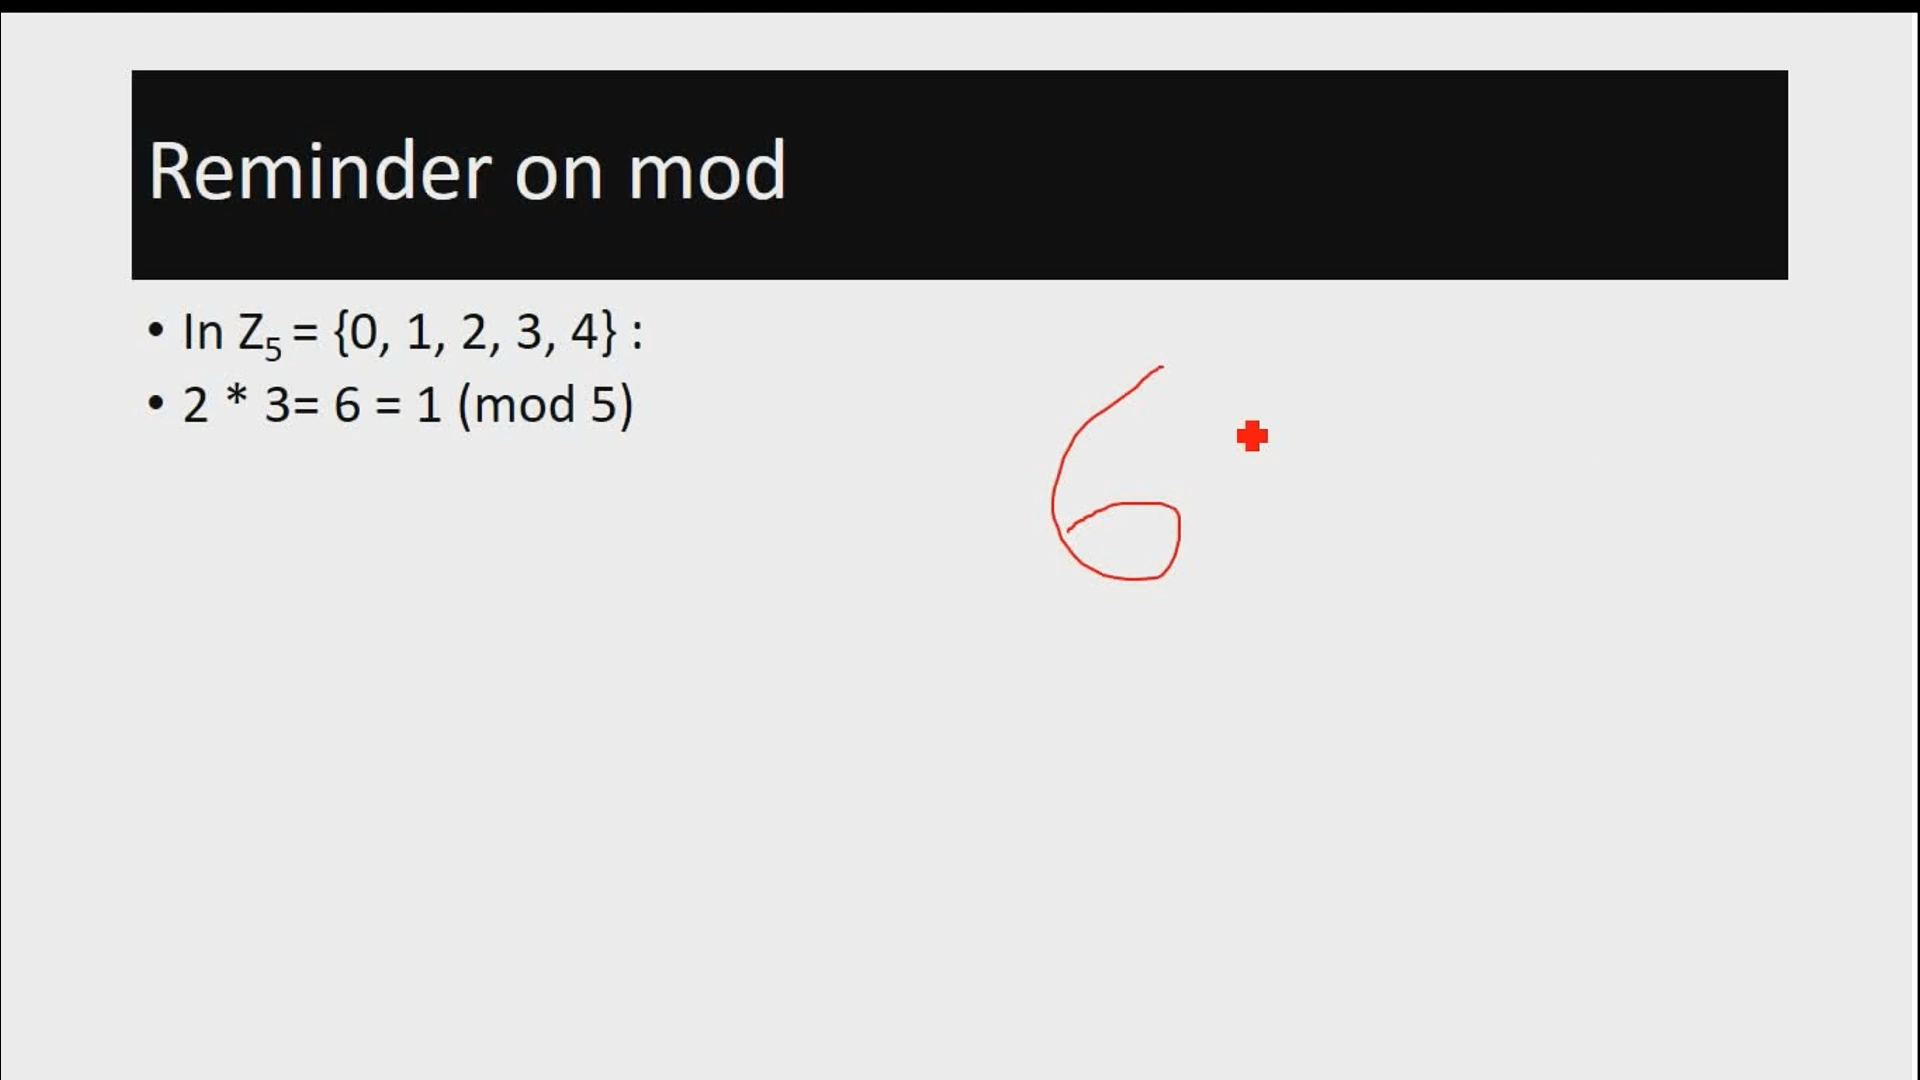 Reminder on mod
• In Z₅ = {0, 1, 2, 3, 4} :
• 2 * 3= 6 = 1 (mod 5)
6